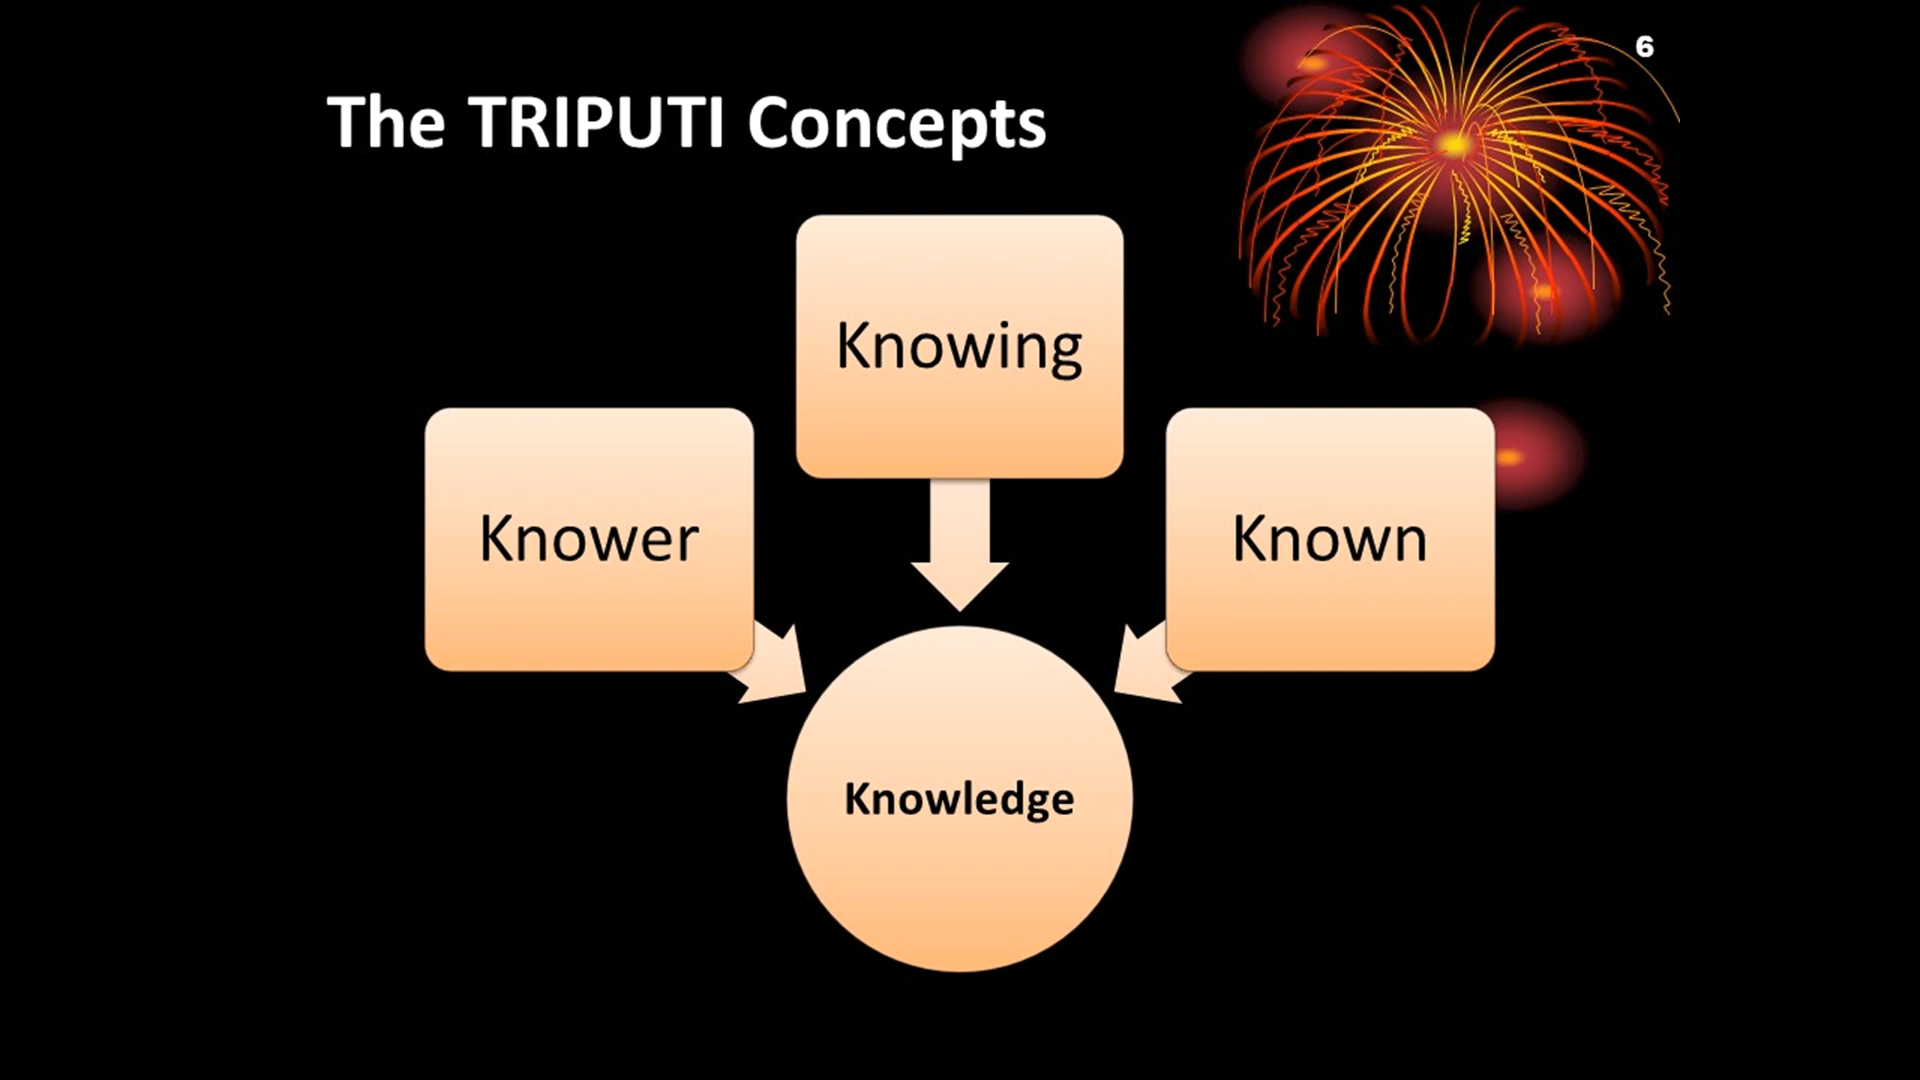 6
The TRIPUTI Concepts
Knowing
Knower
Known
Knowledge